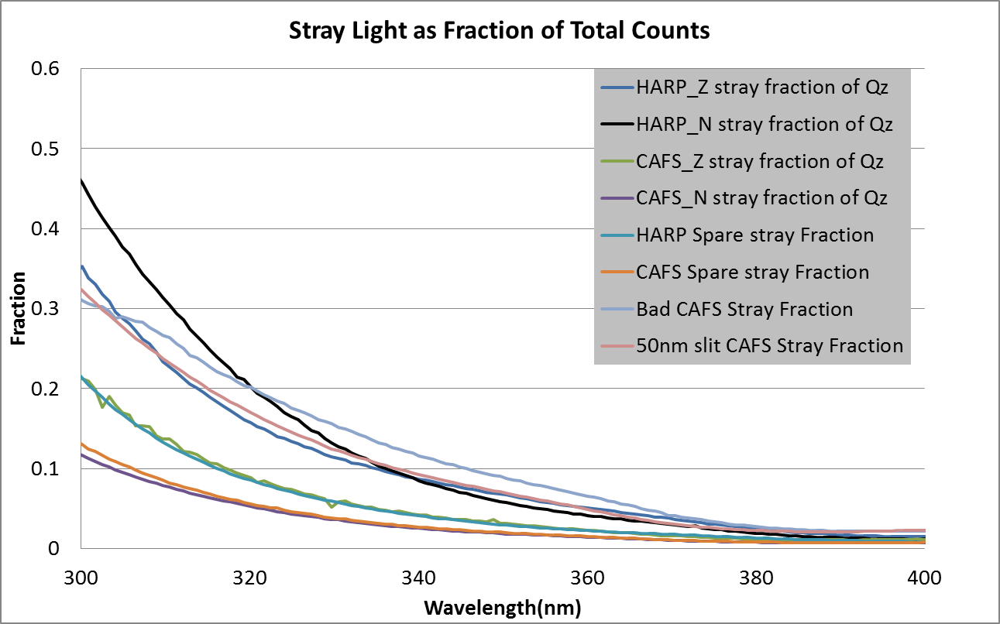 Stray Light as Fraction of Total Counts
0.6
0.5
0.4
0.3
0.2
0.1
0
Fraction
HARP_Z stray fraction of Qz
HARP_N stray fraction of Qz
CAFS_Z stray fraction of Qz
CAFS_N stray fraction of Qz
HARP Spare stray Fraction
CAFS Spare stray Fraction
Bad CAFS Stray Fraction
50nm slit CAFS Stray Fraction
300 320 340 360 380 400
Wavelength(nm)